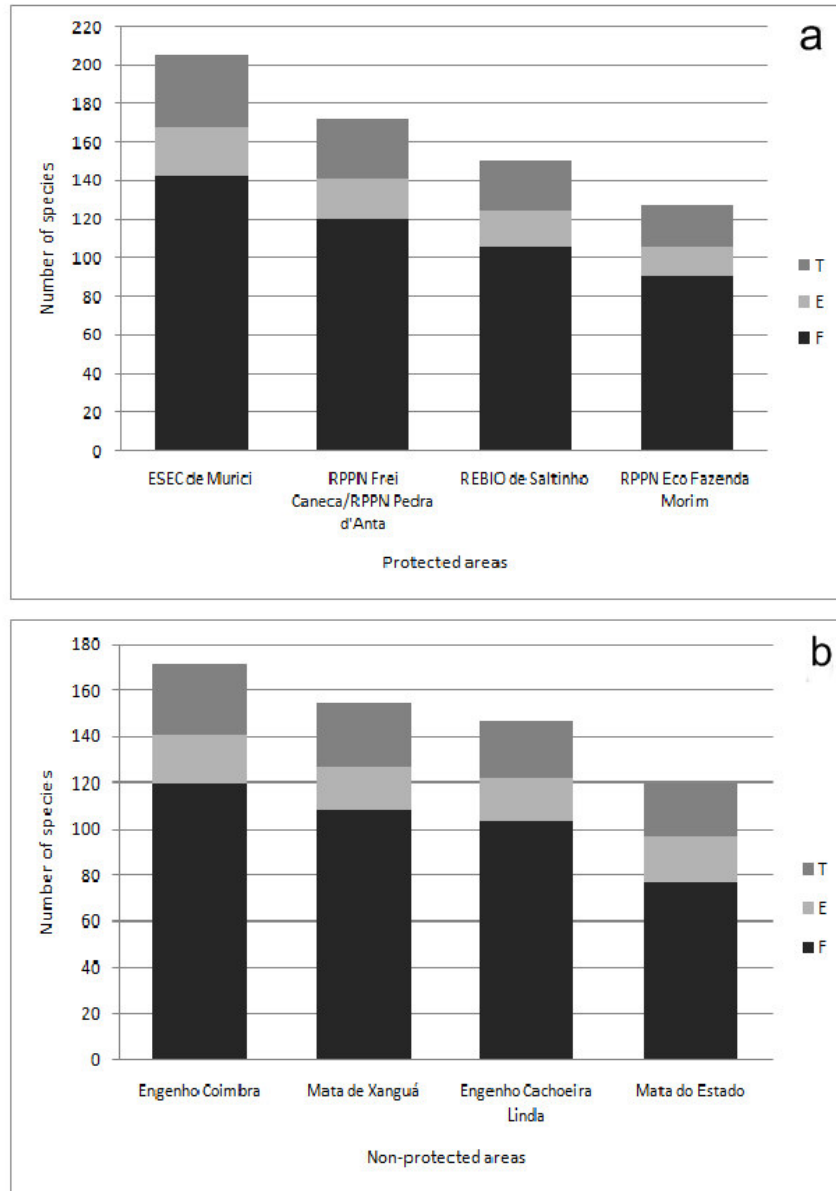 a
220
200
180
160
140
120
100
80
60
40
20
0
Number of species
T
E
F
ESEC de Murici
RPPN Frei
Caneca/RPPN Pedra
d'Anta
REBIO de Saltinho
RPPN Eco Fazenda
Morim
Protected areas
b
180
160
140
120
100
80
60
40
20
0
Number of species
T
E
F
Engenho Coimbra
Mata de Xanguá
Engenho Cachoeira
Linda
Mata do Estado
Non-protected areas